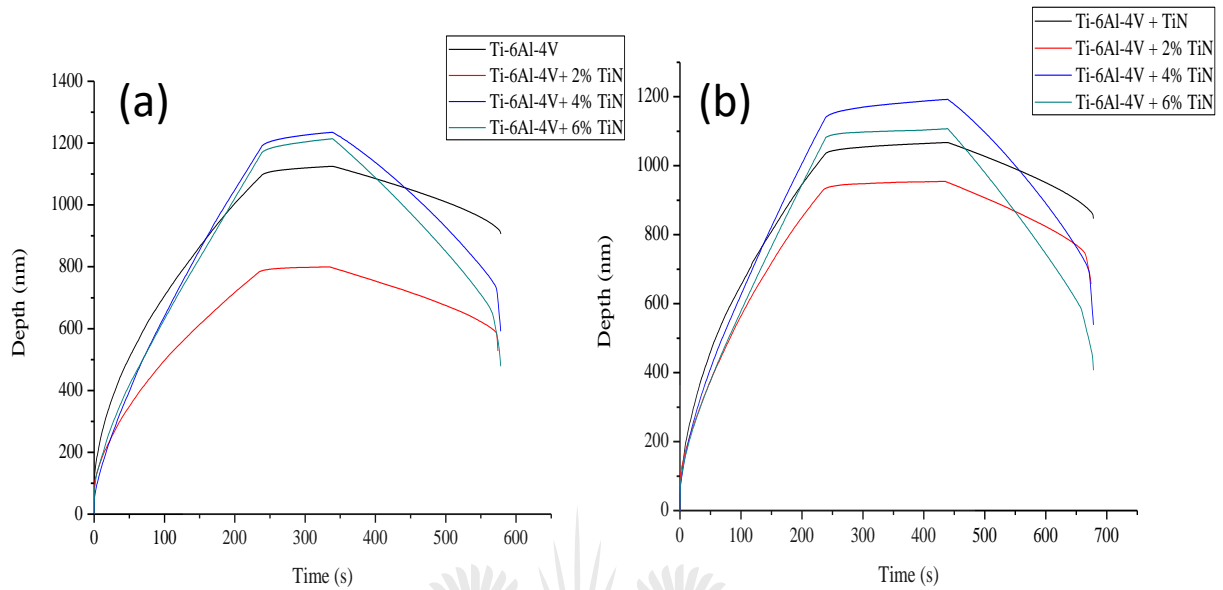 Ti-6Al-4V
Ti-6Al-4V+ 2% TiN
Ti-6Al-4V+ 4% TiN
Ti-6Al-4V+ 6% TiN
(a)
1400
1200
1000
800
600
400
200
0
Depth (nm)
0 100 200 300 400 500 600
Time (s)
Ti-6Al-4V + TiN
Ti-6Al-4V + 2% TiN
Ti-6Al-4V + 4% TiN
Ti-6Al-4V + 6% TiN
(b)
1200
1000
800
600
400
200
0
Depth (nm)
0 100 200 300 400 500 600 700
Time (s)